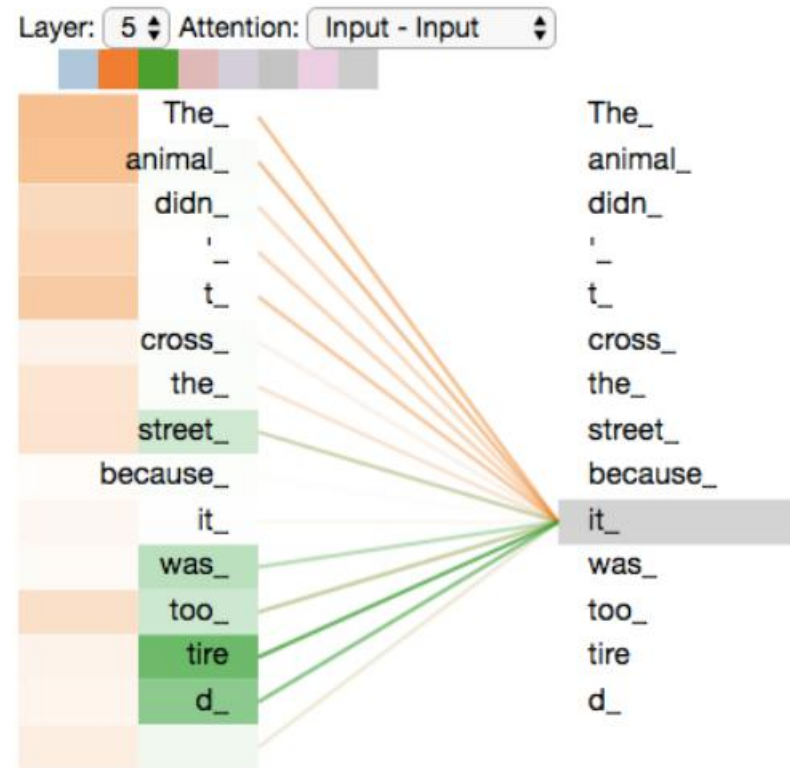 Layer: 5 Attention: Input - Input
The_ The_
animal_ animal_
didn_ didn_
'_ '_
t_ t_
cross_ cross_
the_ the_
street_ street_
because_ because_
it_ it_
was_ was_
too_ too_
tire tire
d_ d_